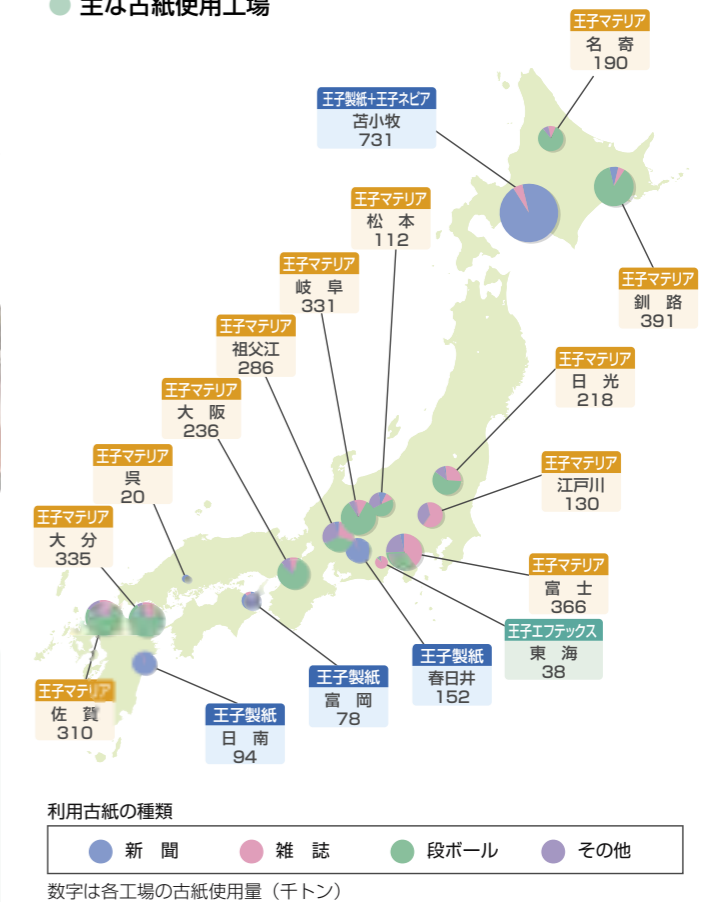 主な古紙使用工場
王子マテリア
名 寄
190
王子製紙+王子ネピア
苫小牧
731
王子マテリア
松 本
112
王子マテリア
岐 阜
331
王子マテリア
釧 路
391
王子マテリア
祖父江
286
王子マテリア
日 光
218
王子マテリア
大 阪
236
王子マテリア
呉
20
王子マテリア
江戸川
130
王子マテリア
大 分
335
王子マテリア
富 士
366
王子エフテックス
東 海
38
王子製紙
春日井
152
王子製紙
富 岡
78
王子マテリア
佐 賀
310
王子製紙
日 南
94
利用古紙の種類
新 聞
雑 誌
段ボール
その他
数字は各工場の古紙使用量（千トン）